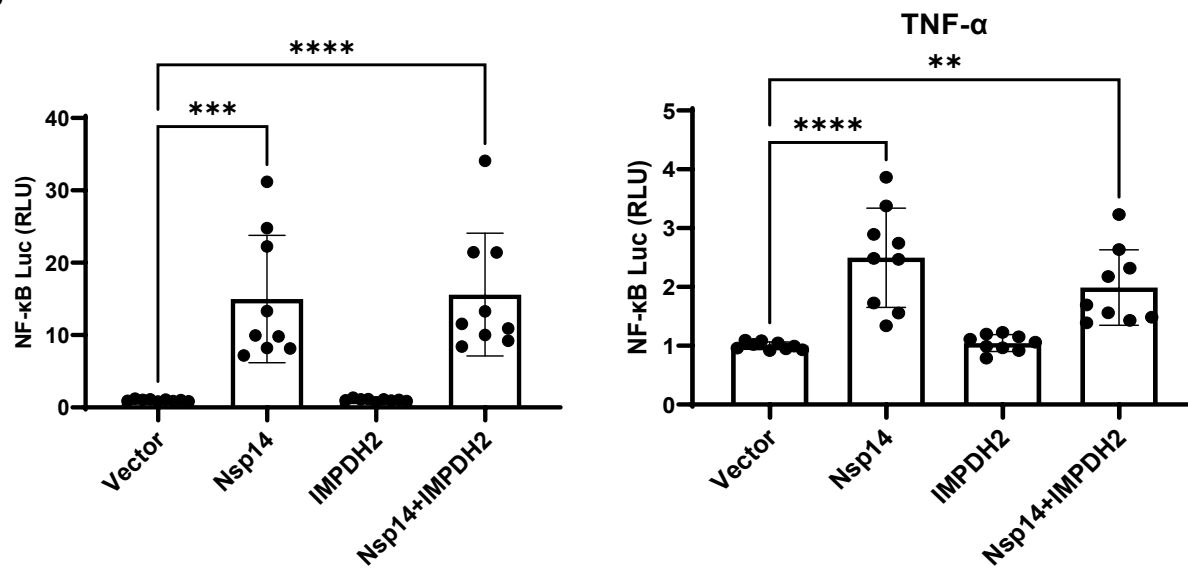 ****
***
NF-κB Luc (RLU)
40
30
20
10
0
Vector
Nsp14
IMPDH2
Nsp14+IMPDH2
TNF-α
**
****
NF-κB Luc (RLU)
5
4
3
2
1
0
Vector
Nsp14
IMPDH2
Nsp14+IMPDH2